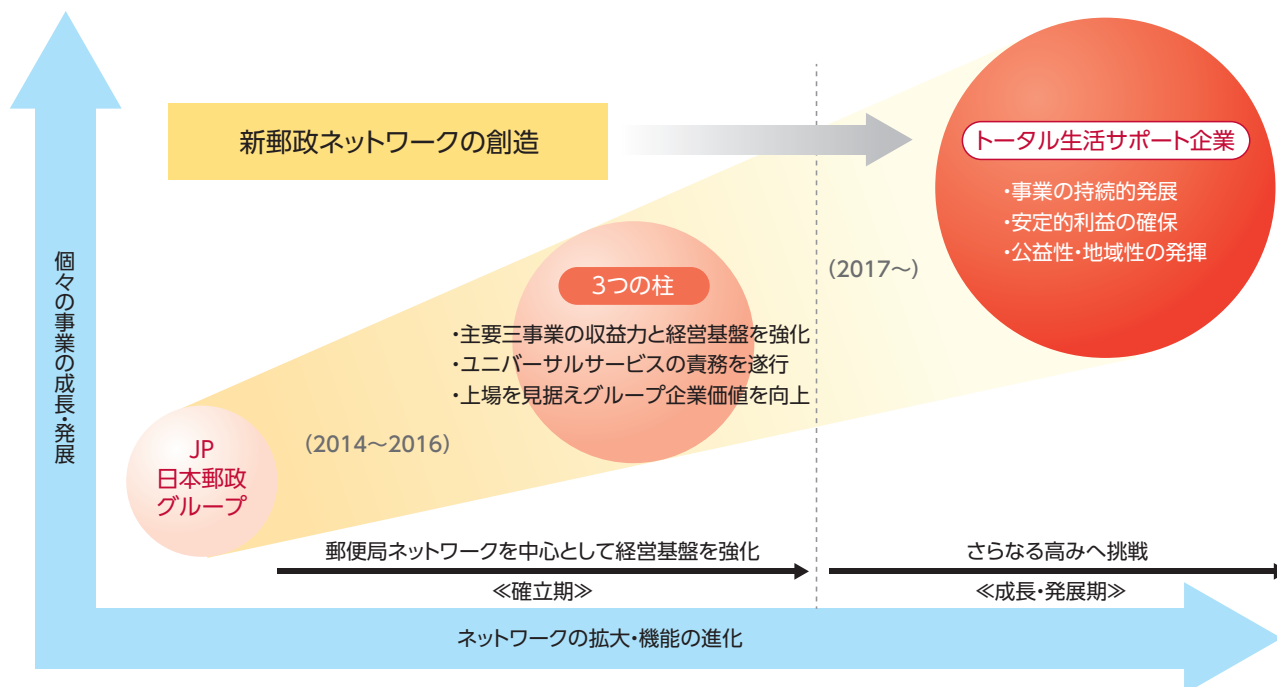 新郵政ネットワークの創造
トータル生活サポート企業
・事業の持続的発展
・安定的利益の確保
・公益性・地域性の発揮
個々の事業の成長・発展
(2017～)
3つの柱
・主要三事業の収益力と経営基盤を強化
・ユニバーサルサービスの責務を遂行
・上場を見据えグループ企業価値を向上
(2014～2016)
JP
日本郵政
グループ
郵便局ネットワークを中心として経営基盤を強化
≪確立期≫
さらなる高みへ挑戦
≪成長・発展期≫
ネットワークの拡大・機能の進化